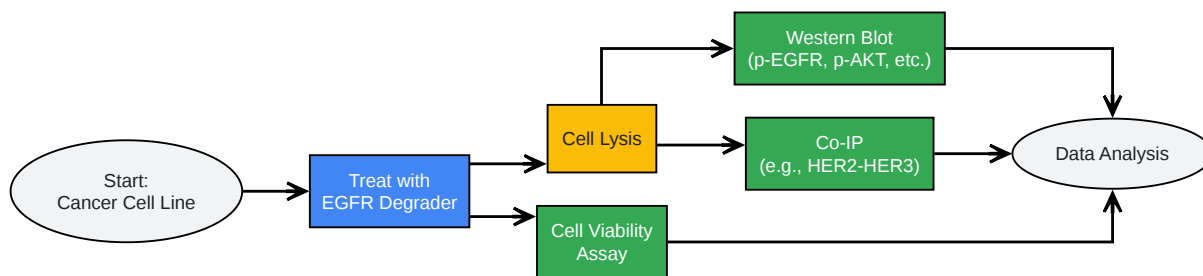 Start:
Cancer Cell Line
Treat with
EGFR Degrader
Cell Lysis
Cell Viability
Assay
Western Blot
(p-EGFR, p-AKT, etc.)
Co-IP
(e.g., HER2-HER3)
Data Analysis